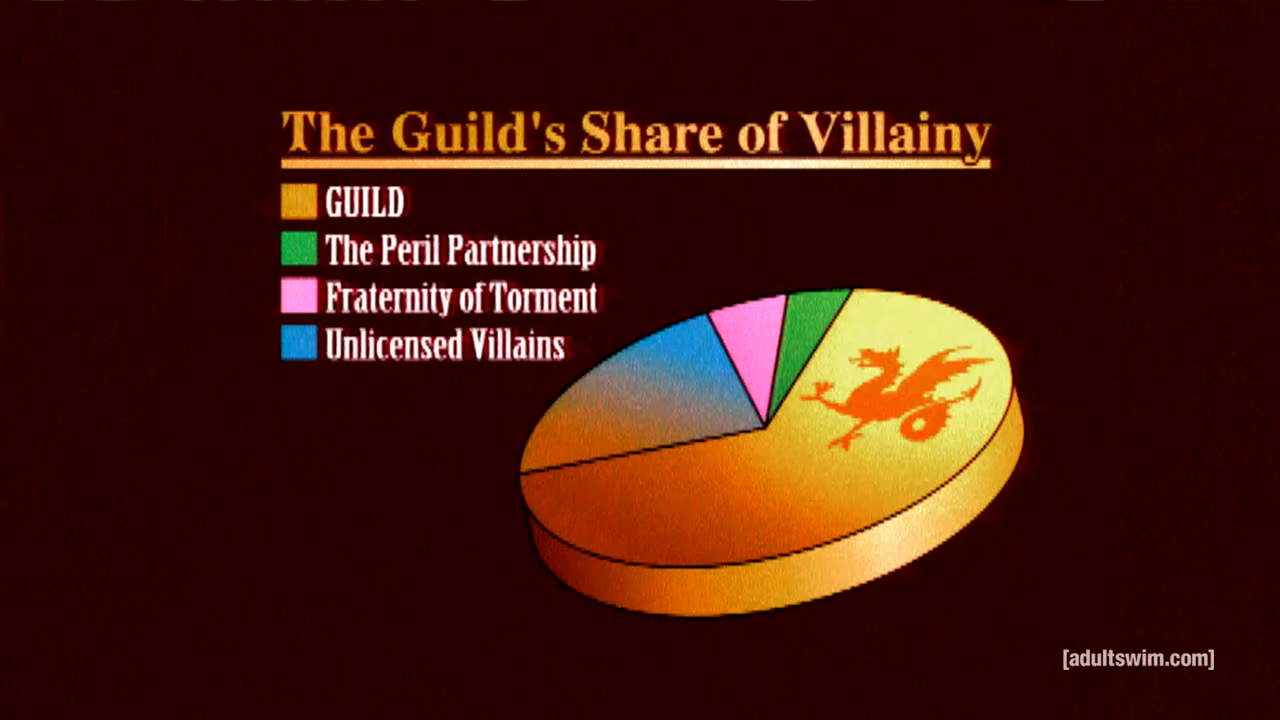 The Guild's Share of Villainy
GUILD
The Peril Partnership
Fraternity of Torment
Unlicensed Villains
[adultswim.com]